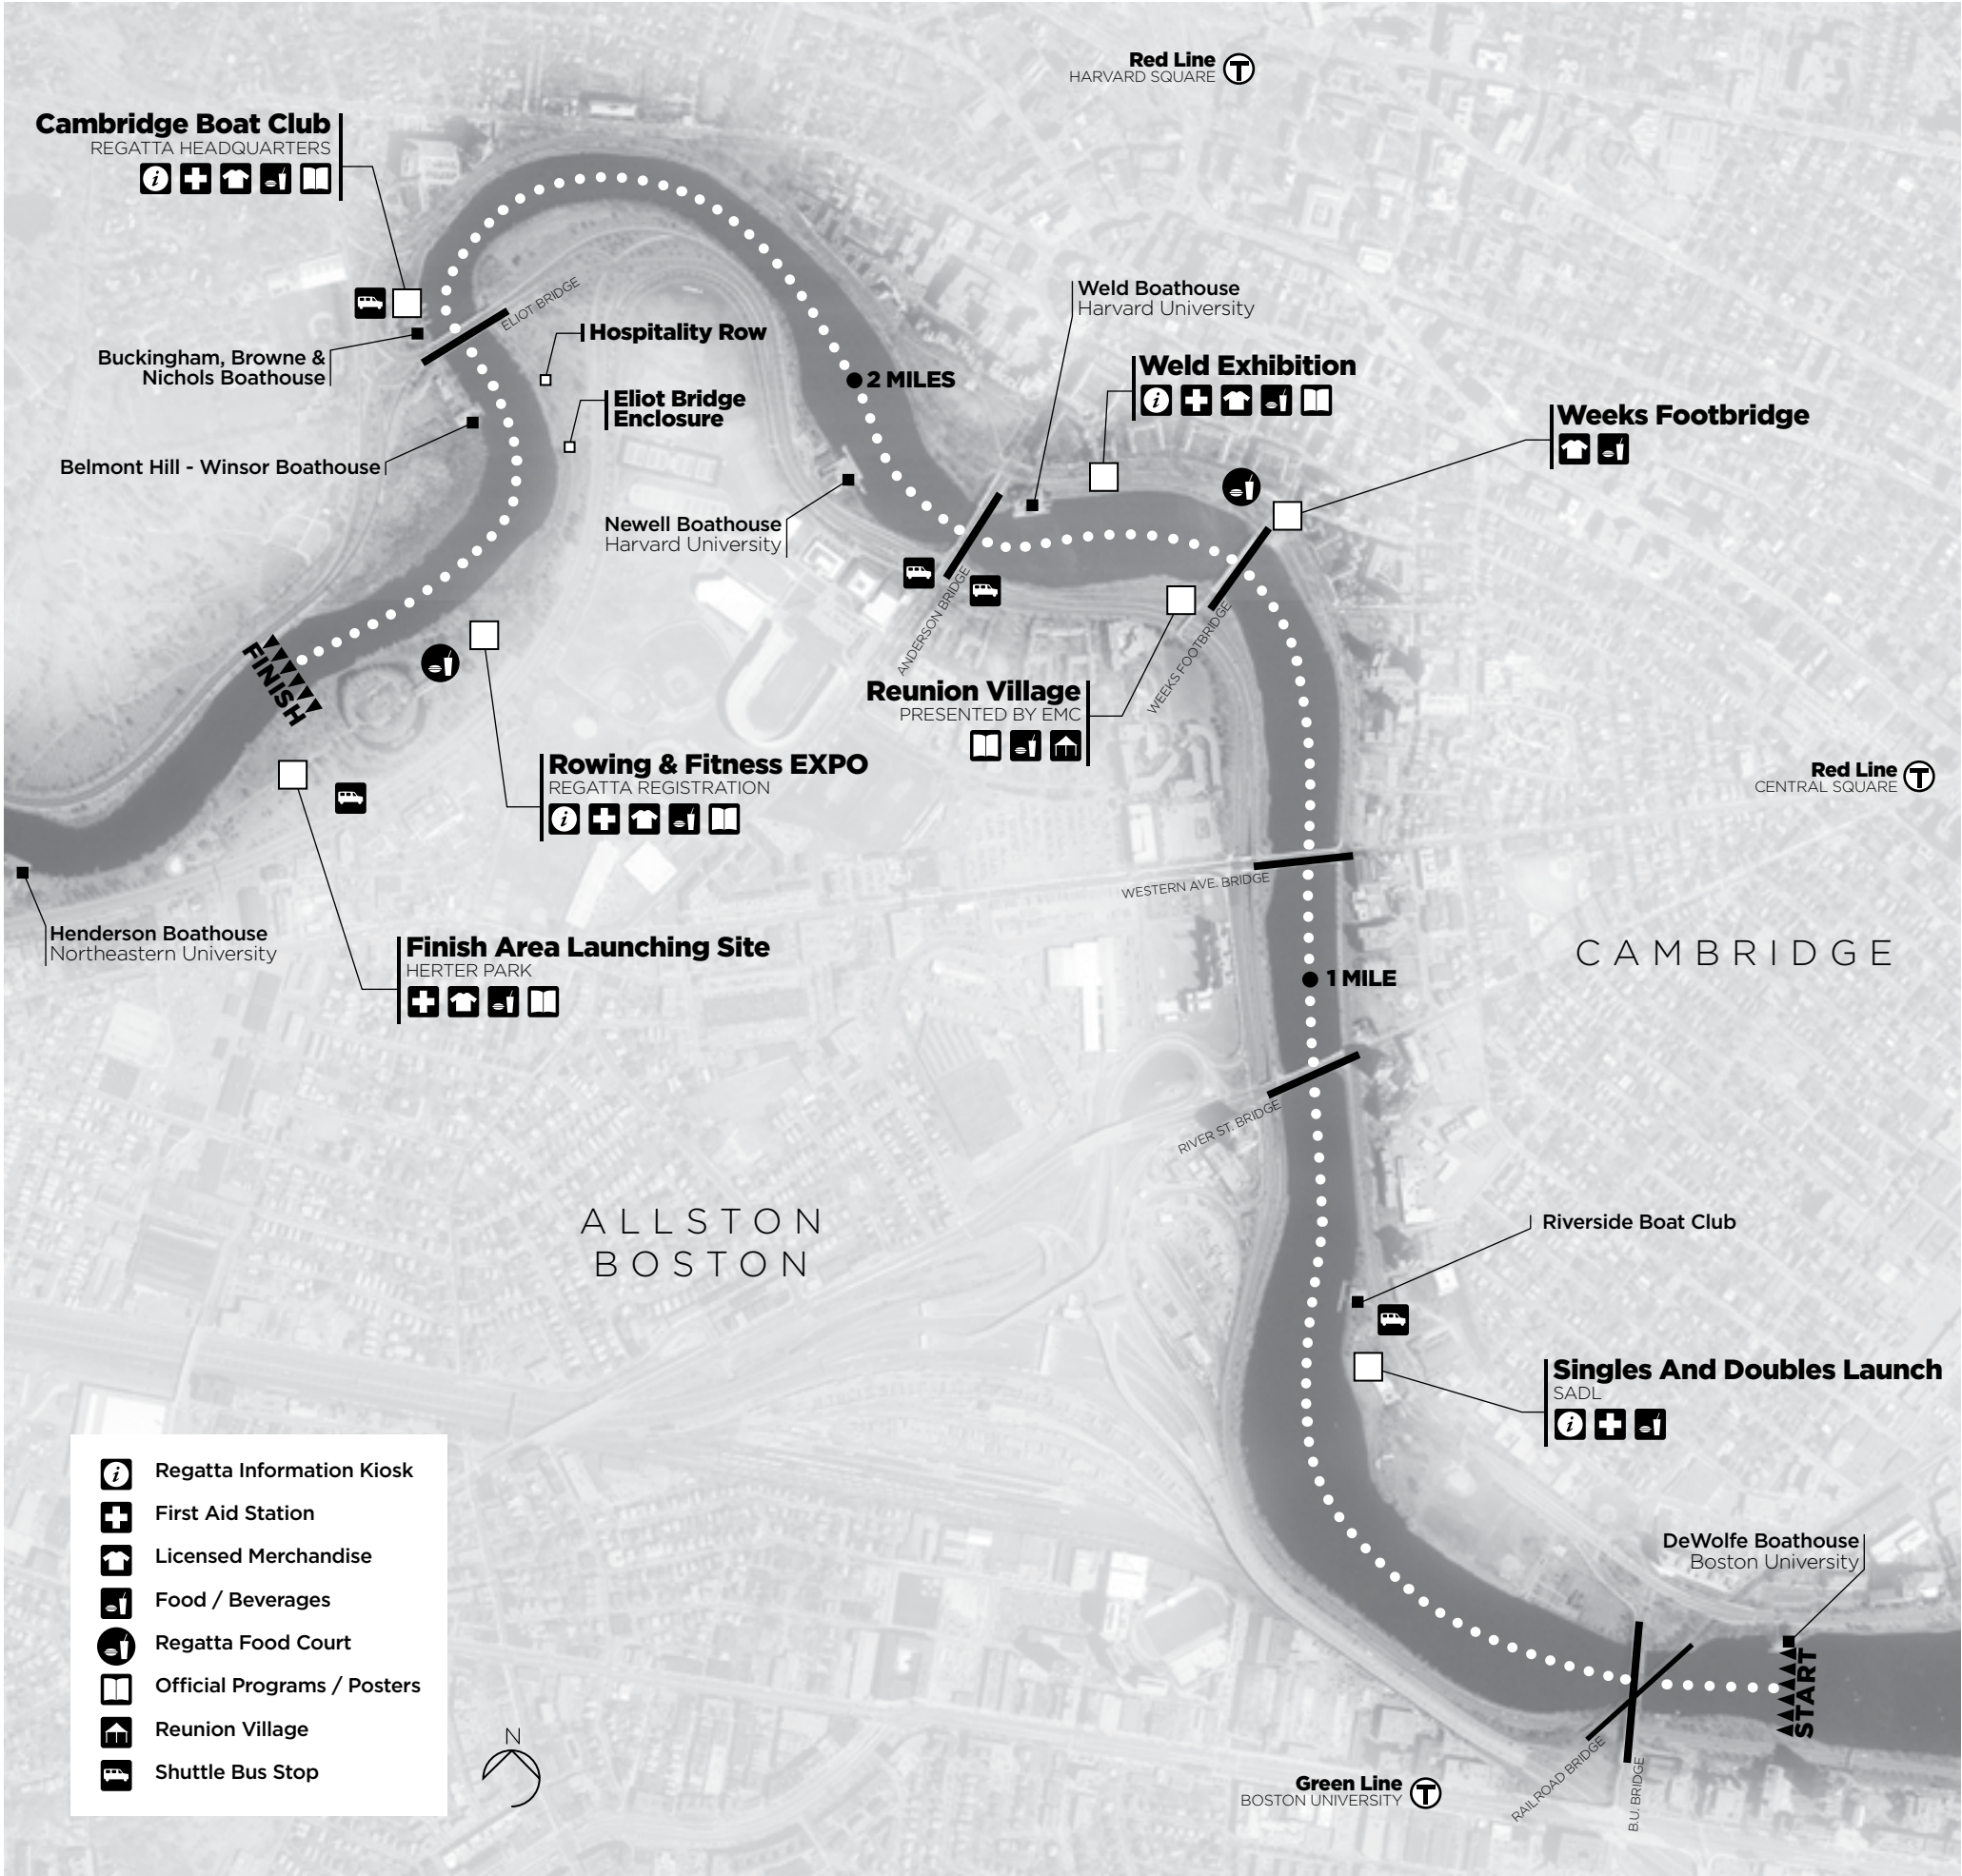 Red Line
HARVARD SQUARE
T
Cambridge Boat Club
REGATTA HEADQUARTERS
i
ELIOT BRIDGE
Buckingham, Browne &
Nichols Boathouse
Hospitality Row
Eliot Bridge
Enclosure
Belmont Hill - Winsor Boathouse
2 MILES
Weld Boathouse
Harvard University
Weld Exhibition
i
Weeks Footbridge
Newell Boathouse
Harvard University
ANDERSON BRIDGE
WEEKS FOOTBRIDGE
FINISH
Reunion Village
PRESENTED BY EMC
Rowing & Fitness EXPO
REGATTA REGISTRATION
i
Red Line
CENTRAL SQUARE
T
WESTERN AVE. BRIDGE
Henderson Boathouse
Northeastern University
Finish Area Launching Site
HERTER PARK
CAMBRIDGE
1 MILE
RIVER ST. BRIDGE
ALLSTON
BOSTON
Riverside Boat Club
Singles And Doubles Launch
SADL
i
DeWolfe Boathouse
Boston University
START
RAILROAD BRIDGE
B.U. BRIDGE
Green Line
BOSTON UNIVERSITY
T
N
i
Regatta Information Kiosk
First Aid Station
Licensed Merchandise
Food / Beverages
Regatta Food Court
Official Programs / Posters
Reunion Village
Shuttle Bus Stop